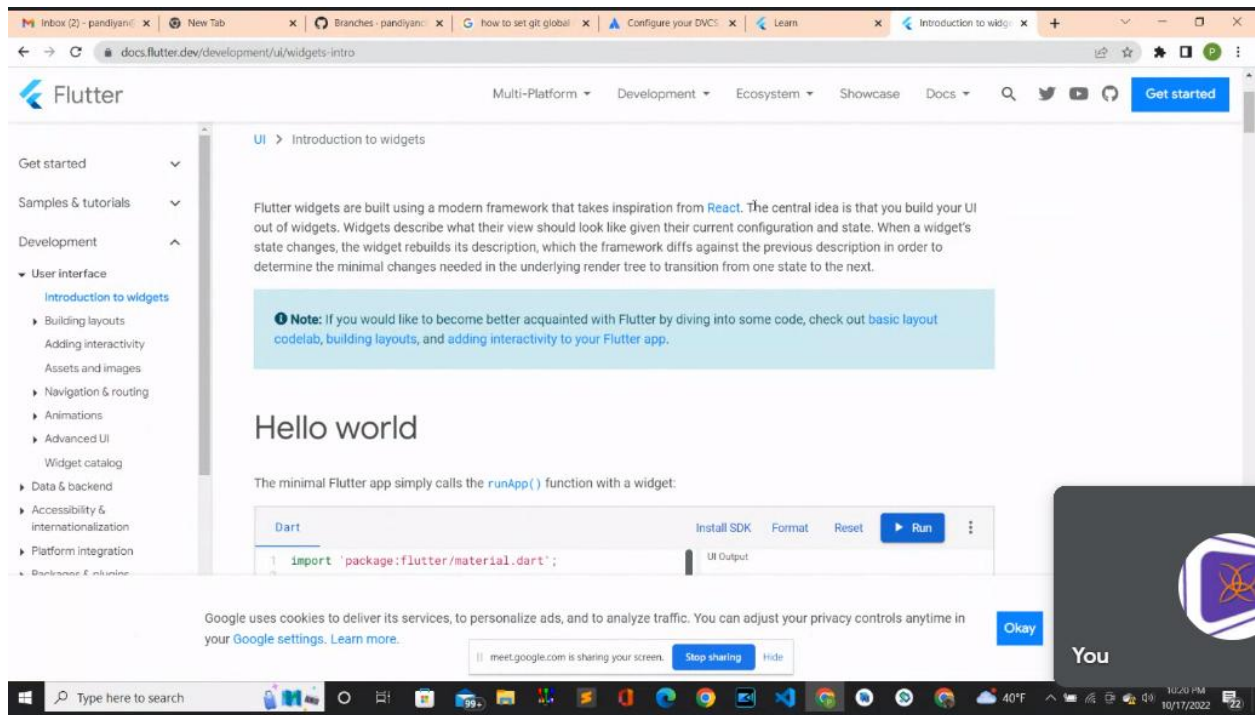 Inbox (2) - pandiyan
New Tab
Branches · pandiyan
how to set git global
Configure your DVCS
Learn
Introduction to widg
docs.flutter.dev/development/ui/widgets-intro
P
Flutter
Multi-Platform
Development
Ecosystem
Showcase
Docs
Get started
UI > Introduction to widgets
Get started
Samples & tutorials
Development
User interface
Introduction to widgets
Building layouts
Adding interactivity
Assets and images
Navigation & routing
Animations
Advanced UI
Widget catalog
Data & backend
Accessibility &
internationalization
Platform integration
Packages & plugins
Flutter widgets are built using a modern framework that takes inspiration from React. The central idea is that you build your UI
out of widgets. Widgets describe what their view should look like given their current configuration and state. When a widget's
state changes, the widget rebuilds its description, which the framework diffs against the previous description in order to
determine the minimal changes needed in the underlying render tree to transition from one state to the next.
Note: If you would like to become better acquainted with Flutter by diving into some code, check out basic layout
codelab, building layouts, and adding interactivity to your Flutter app.
Hello world
The minimal Flutter app simply calls the runApp() function with a widget:
Dart
Install SDK
Format
Reset
Run
1 import 'package:flutter/material.dart';
UI Output
Google uses cookies to deliver its services, to personalize ads, and to analyze traffic. You can adjust your privacy controls anytime in
your Google settings. Learn more.
Okay
meet.google.com is sharing your screen.
Stop sharing
Hide
You
Type here to search
99+
40°F
10:20 PM
10/17/2022
22